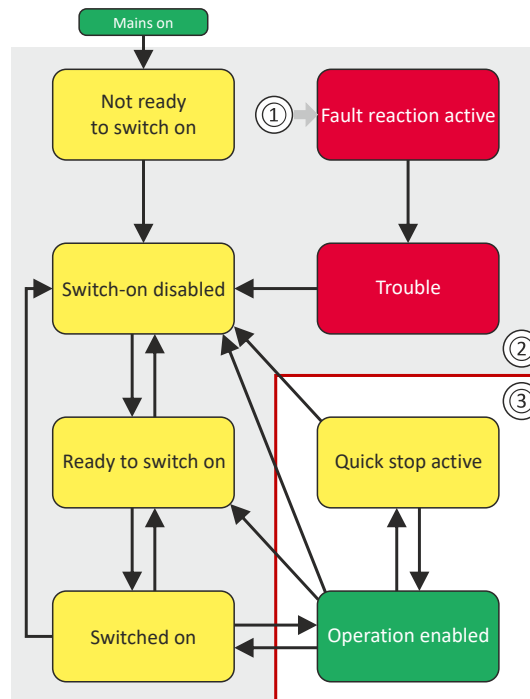 Mains on
Not ready
to switch on
①
Fault reaction active
Switch-on disabled
Trouble
②
③
Ready to switch on
Quick stop active
Switched on
Operation enabled